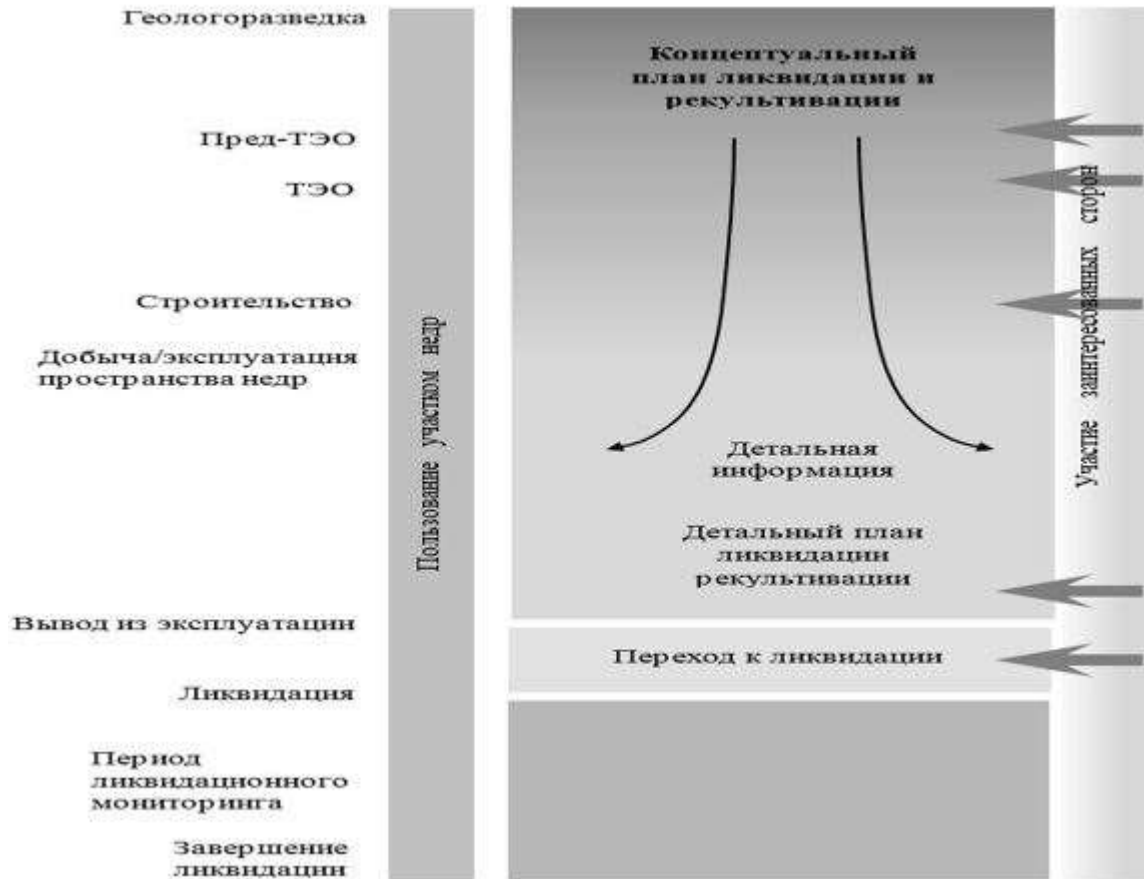 Геологоразведка
Пред-ТЭО
ТЭО
Строительство
Добыча/эксплуатация
пространства недр
Вывод из эксплуатации
Ликвидация
Период
ликвидационного
мониторинга
Завершение
ликвидации
Пользование участком недр
Концептуальный
план ликвидации и
рекультивации
Детальная
информация
Детальный план
ликвидации
рекультивации
Переход к ликвидации
Участие заинтересованных сторон